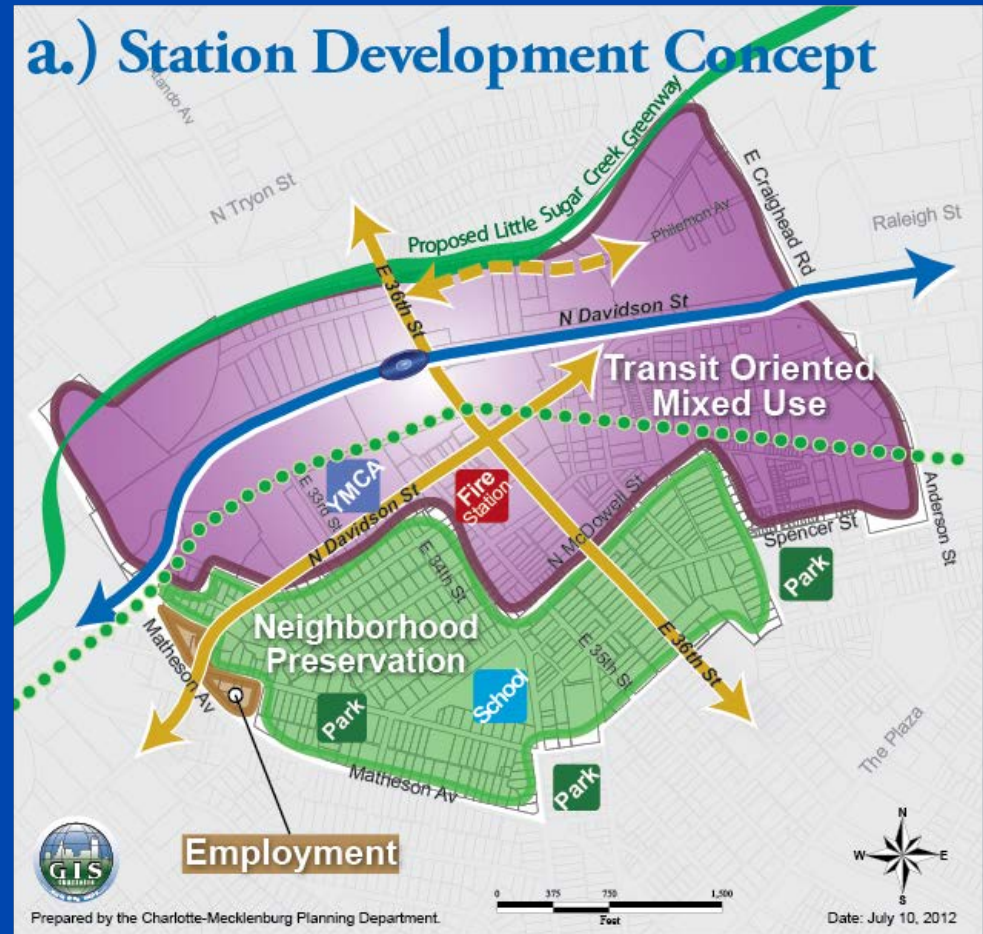 a.) Station Development Concept
Atando Av
N Tryon St
Proposed Little Sugar Creek Greenway
E Craighead Rd
Philemon Av
Raleigh St
E 36th St
N Davidson St
Transit Oriented
Mixed Use
YMCA
E 33rd St
N Davidson St
Fire
Station
N McDowell St
Anderson St
Spencer St
Park
E 34th St
Neighborhood
Preservation
Matheson Av
E 35th St
E 36th St
School
Park
The Plaza
Matheson Av
Park
Employment
GIS
N
W
E
S
0 375 750 1,500
Feet
Prepared by the Charlotte-Mecklenburg Planning Department.
Date: July 10, 2012